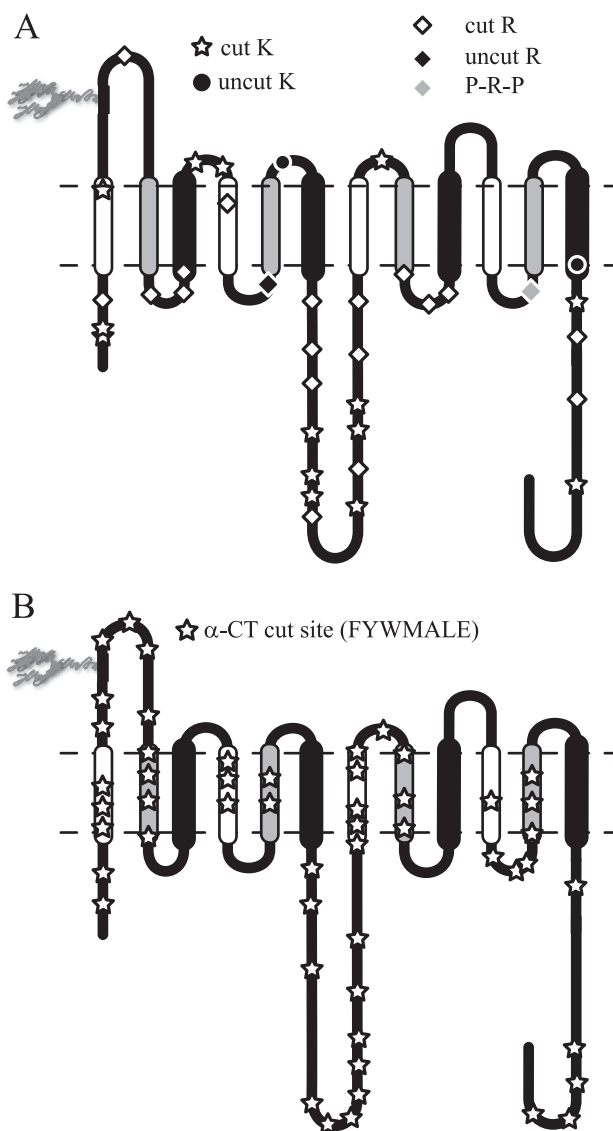 A
cut K
uncut K
cut R
uncut R
P-R-P
B
α-CT cut site (FYWMALE)